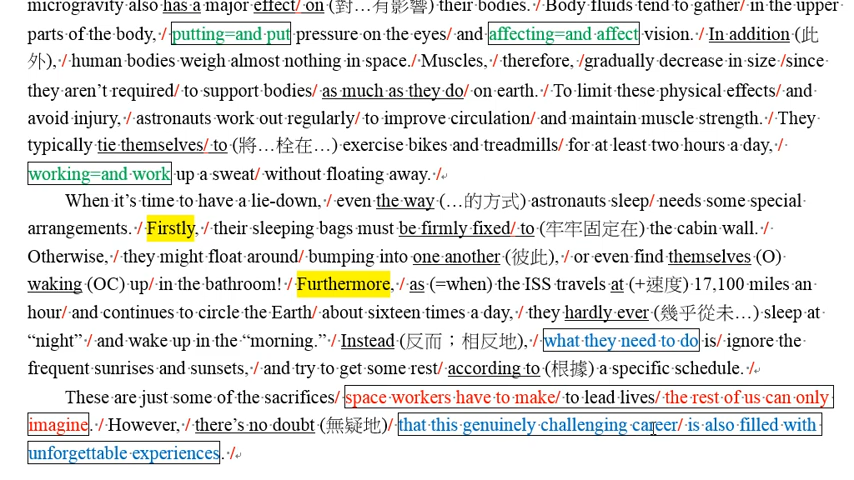 microgravity also has a major effect/ on (對…有影響) their bodies. / Body fluids tend to gather/ in the upper
parts of the body, / putting=and put pressure on the eyes/ and affecting=and affect vision. / In addition (此
外), / human bodies weigh almost nothing in space./ Muscles, / therefore, /gradually decrease in size /since
they aren't required/ to support bodies/ as much as they do/ on earth. / To limit these physical effects/ and
avoid injury, / astronauts work out regularly/ to improve circulation/ and maintain muscle strength. / They
typically tie themselves/ to (將…栓在…) exercise bikes and treadmills/ for at least two hours a day, /
working=and work up a sweat/ without floating away. /
When it's time to have a lie-down, / even the way (…的方式) astronauts sleep/ needs some special
arrangements. / Firstly, / their sleeping bags must be firmly fixed/ to (牢牢固定在) the cabin wall. /
Otherwise, / they might float around/ bumping into one another (彼此), / or even find themselves (O)
waking (OC) up/ in the bathroom! / Furthermore, / as (=when) the ISS travels at (+速度) 17,100 miles an
hour/ and continues to circle the Earth/ about sixteen times a day, / they hardly ever (幾乎從未…) sleep at
“night” / and wake up in the “morning.” / Instead (反而；相反地), / what they need to do is/ ignore the
frequent sunrises and sunsets, / and try to get some rest/ according to (根據) a specific schedule. /
These are just some of the sacrifices/ space workers have to make/ to lead lives/ the rest of us can only
imagine. / However, / there's no doubt (無疑地)/ that this genuinely challenging career/ is also filled with
unforgettable experiences. /